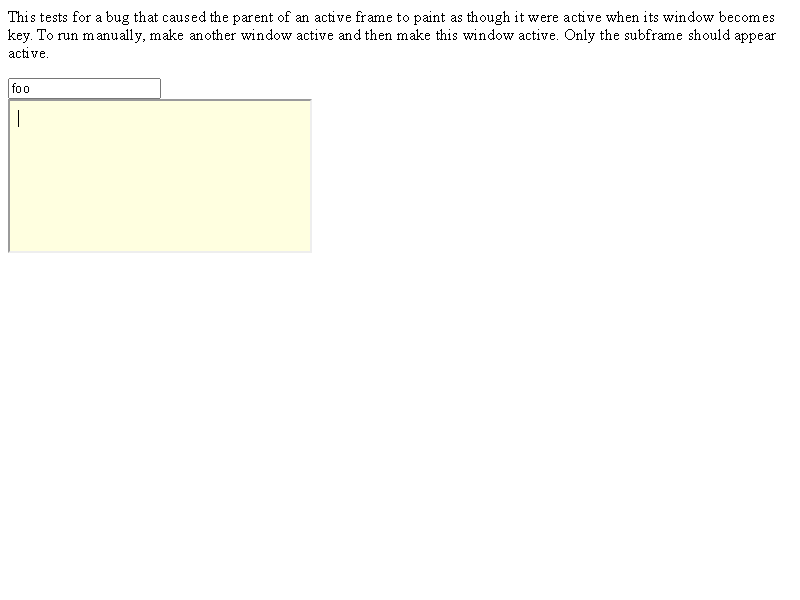 This tests for a bug that caused the parent of an active frame to paint as though it were active when its window becomes
key. To run manually, make another window active and then make this window active. Only the subframe should appear
active.
foo